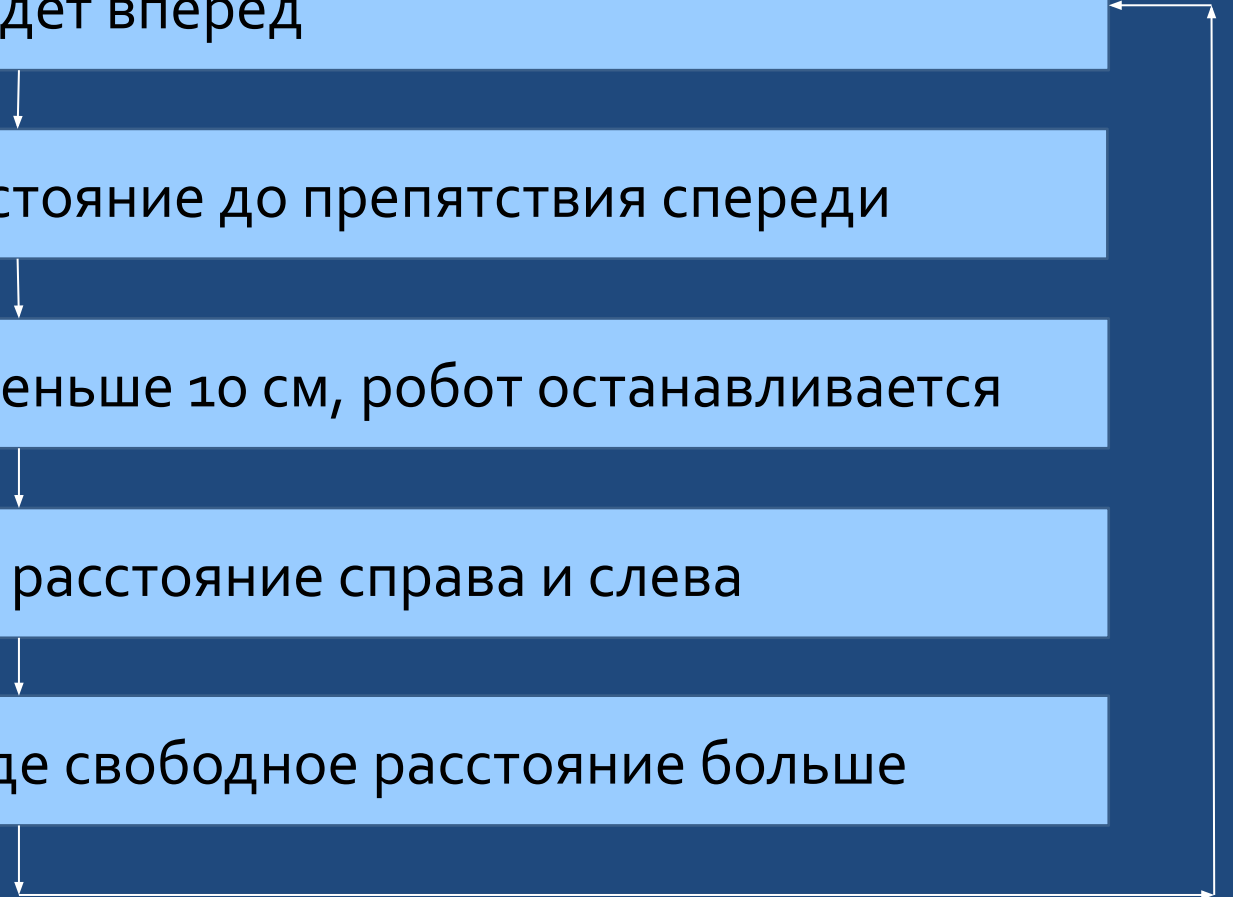 дет вперед
стояние до препятствия спереди
еньше 10 см, робот останавливается
расстояние справа и слева
де свободное расстояние больше